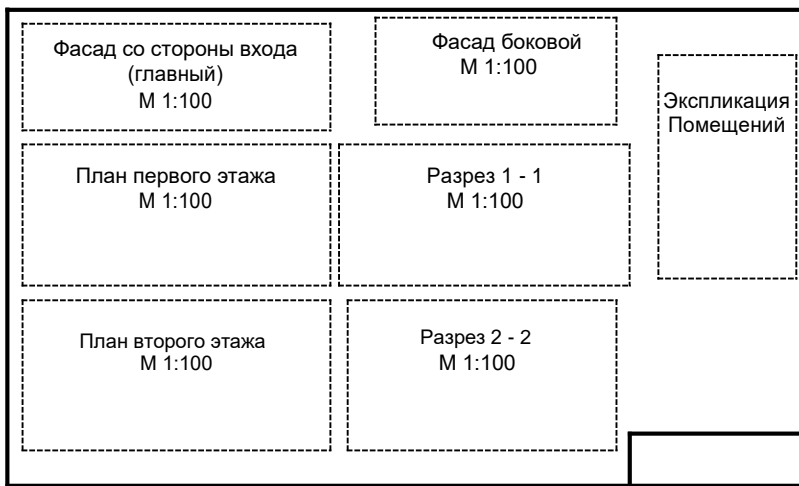 Фасад со стороны входа
(главный)
М 1:100
Фасад боковой
М 1:100
Экспликация
Помещений
План первого этажа
М 1:100
Разрез 1 - 1
М 1:100
План второго этажа
М 1:100
Разрез 2 - 2
М 1:100